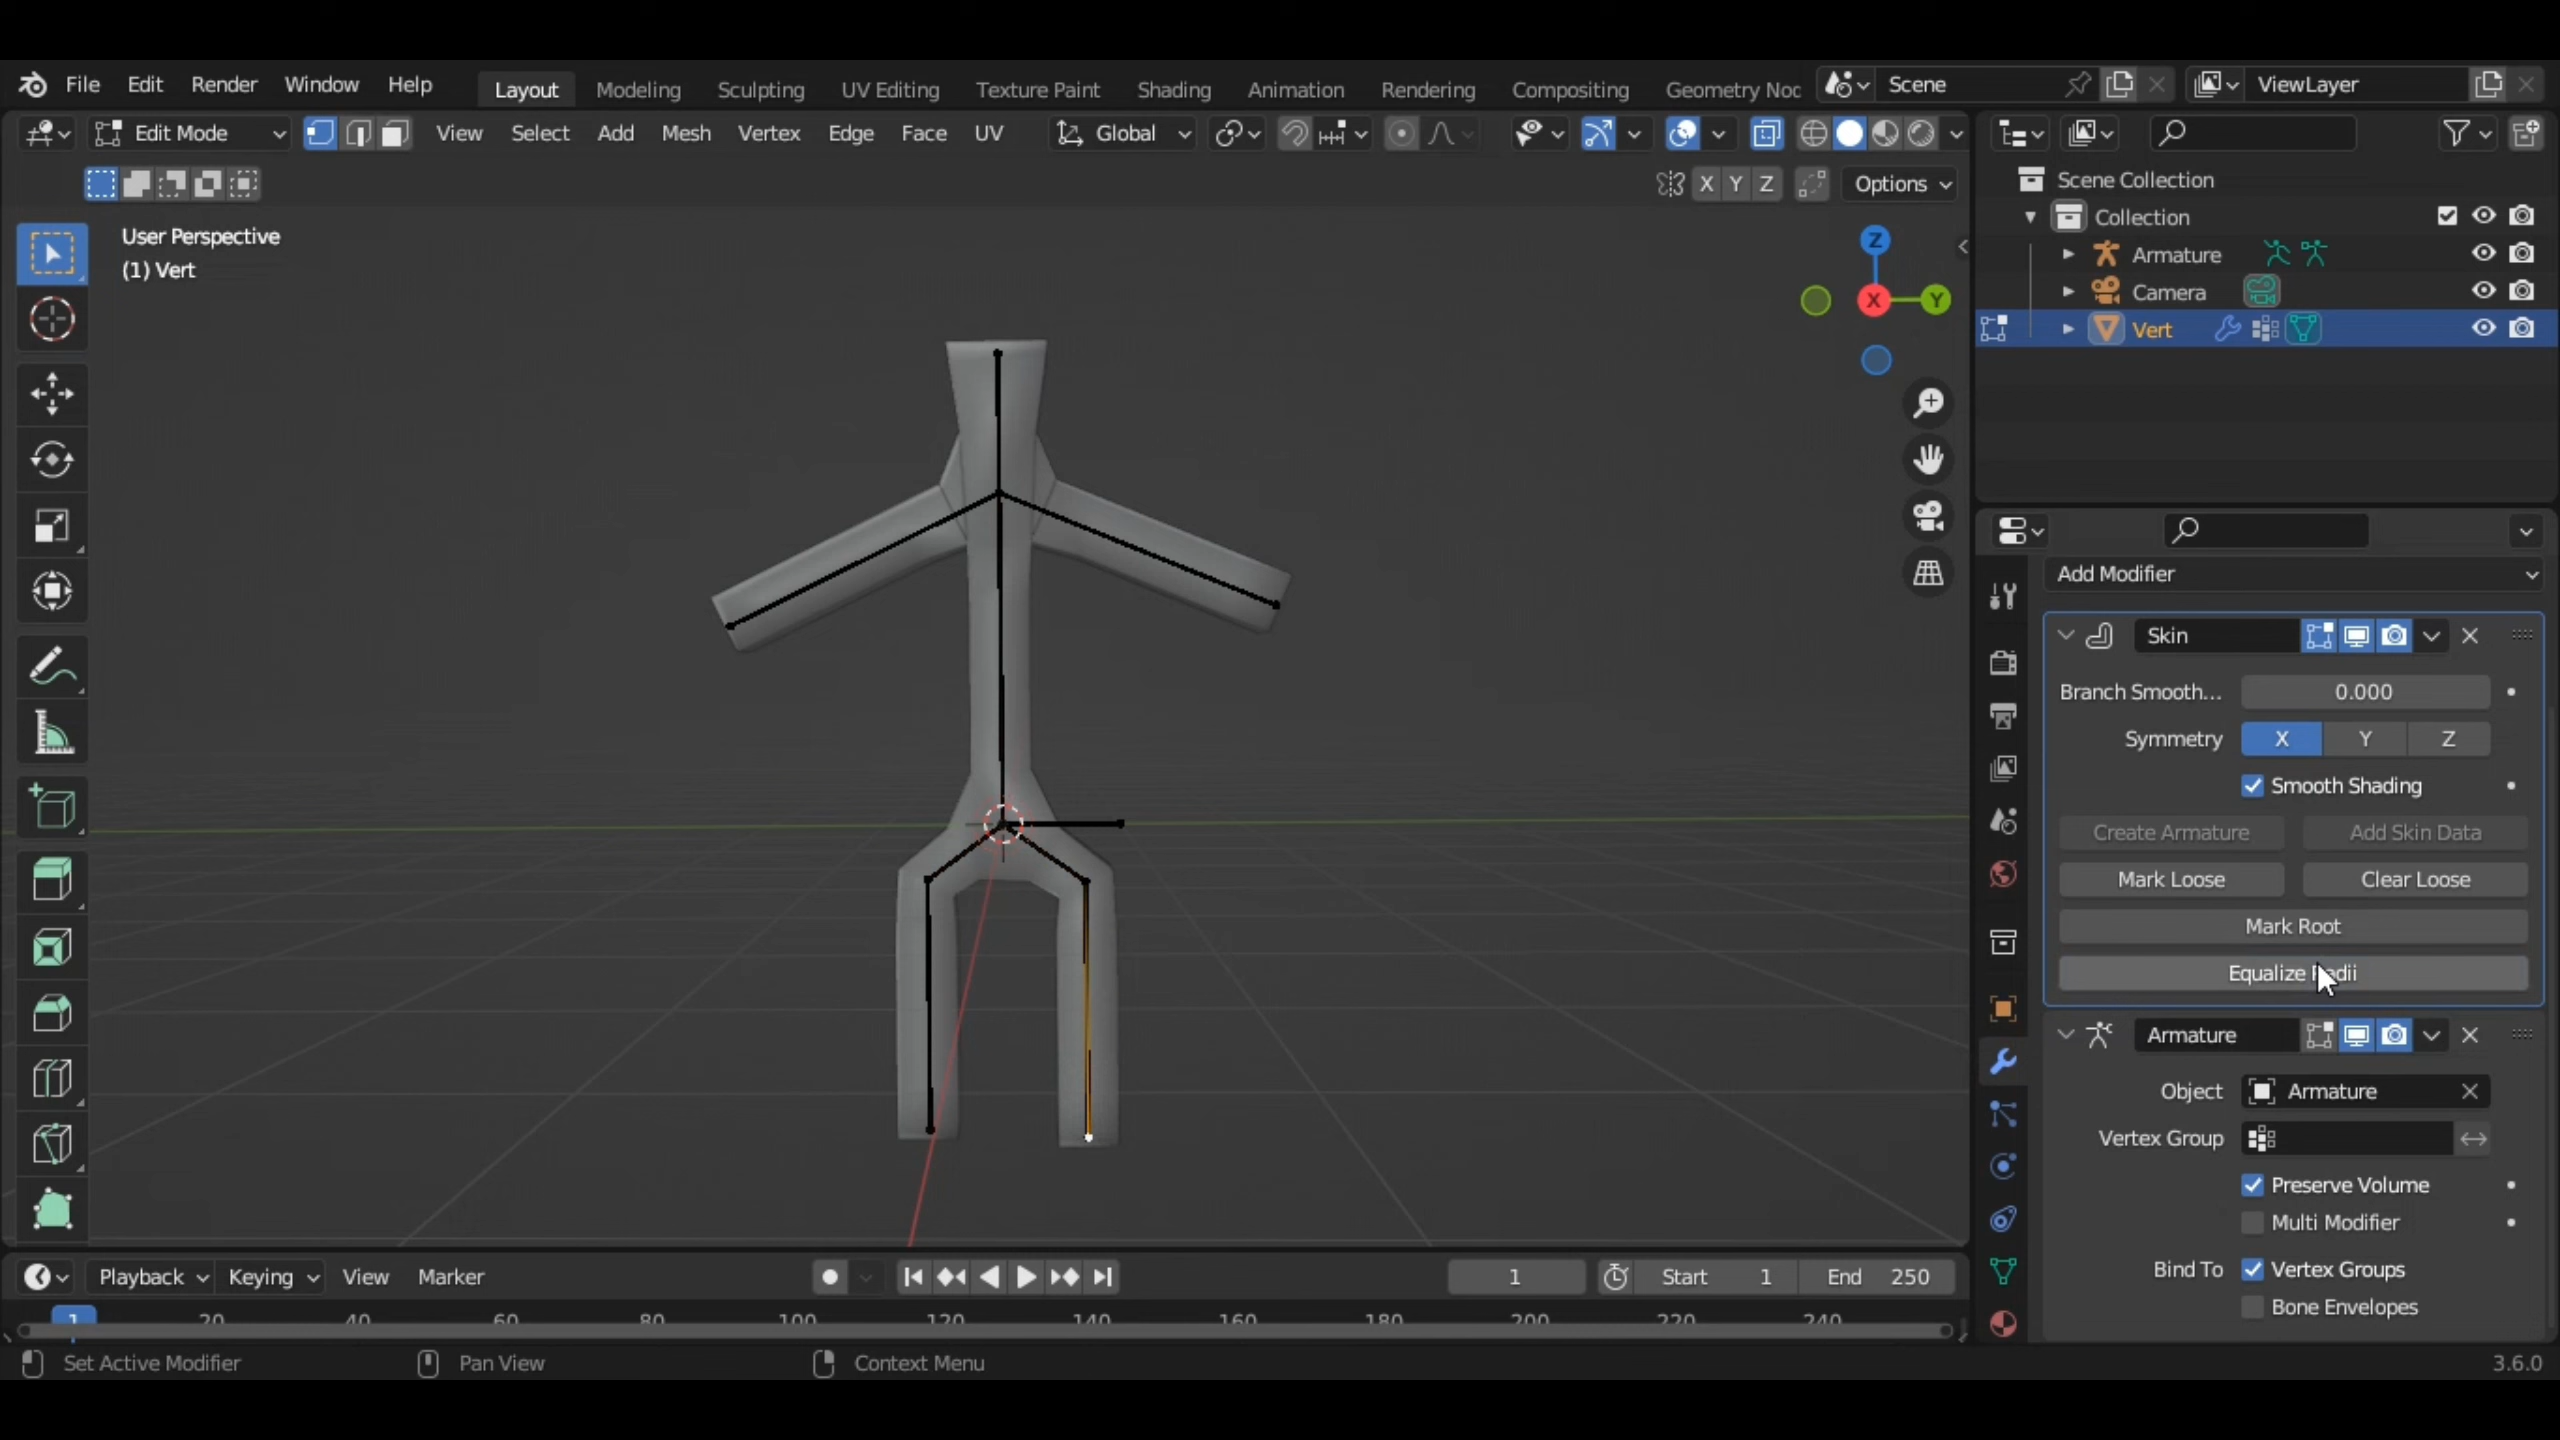 File Edit Render Window Help Layout Modeling Sculpting UV Editing Texture Paint Shading Animation Rendering Compositing Geometry Noc Scene ViewLayer
Edit Mode View Select Add Mesh Vertex Edge Face UV Global
X Y Z Options
User Perspective
(1) Vert
Z
X
Y
Scene Collection
Collection
Armature
Camera
Vert
Add Modifier
Skin
Branch Smooth... 0.000
Symmetry X Y Z
Smooth Shading
Create Armature Add Skin Data
Mark Loose Clear Loose
Mark Root
Equalize Radii
Armature
Object Armature
Vertex Group
Preserve Volume
Multi Modifier
Bind To Vertex Groups
Bone Envelopes
Playback Keying View Marker 1 Start 1 End 250
1 20 40 60 80 100 120 140 160 180 200 220 240
Set Active Modifier Pan View Context Menu 3.6.0